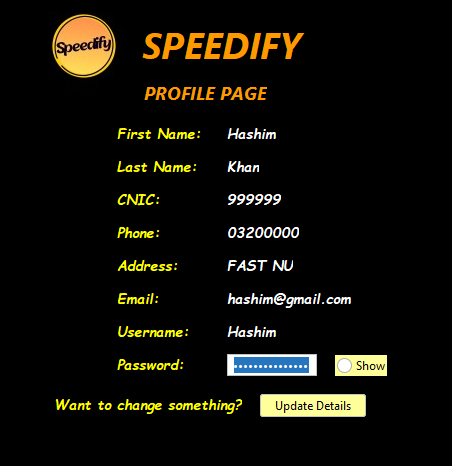 Speedify SPEEDIFY
PROFILE PAGE
First Name: Hashim
Last Name: Khan
CNIC: 999999
Phone: 03200000
Address: FAST NU
Email: hashim@gmail.com
Username: Hashim
Password: •••••••••••••••• Show
Want to change something? Update Details